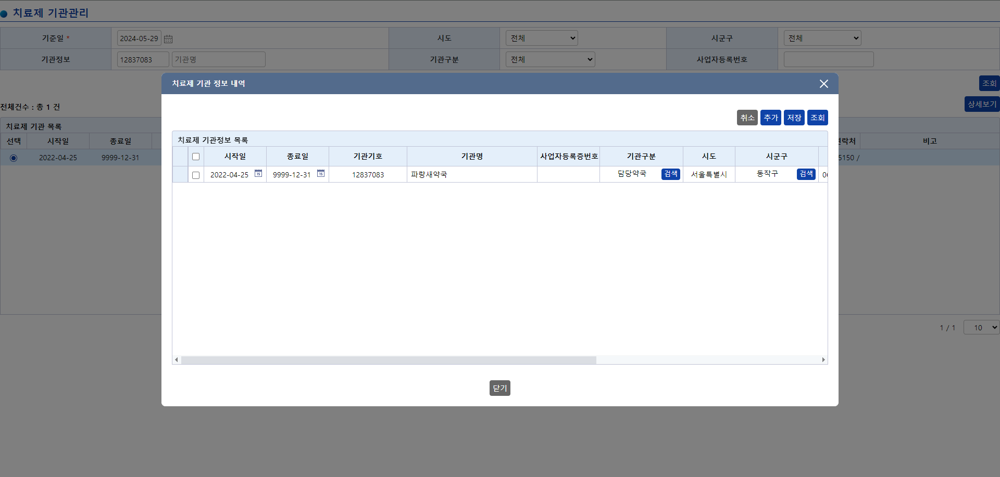 치료제 기관관리
기준일 * 2024-05-29 시도 전체 시군구 전체
기관정보 12837083 기관명 기관구분 전체 사업자등록번호
조회
전체건수 : 총 1 건
상세보기
치료제 기관 목록
선택 시작일 종료일 비고
2022-04-25 9999-12-31 5150 /
1 / 1 10
치료제 기관 정보 내역
취소 추가 저장 조회
치료제 기관정보 목록
시작일 종료일 기관기호 기관명 사업자등록증번호 기관구분 시도 시군구
2022-04-25 9999-12-31 12837083 파랑새약국 담당약국 검색 서울특별시 동작구 검색
닫기